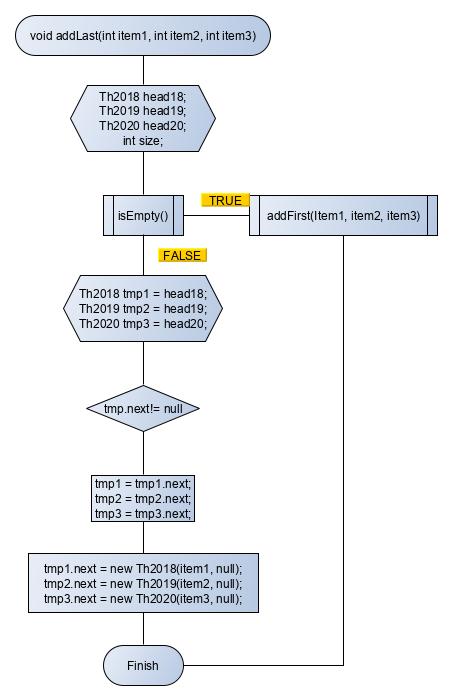 void addLast(int item1, int item2, int item3)
Th2018 head18;
Th2019 head19;
Th2020 head20;
int size;
isEmpty()
TRUE
addFirst(Item1, item2, item3)
FALSE
Th2018 tmp1 = head18;
Th2019 tmp2 = head19;
Th2020 tmp3 = head20;
tmp.next!= null
tmp1 = tmp1.next;
tmp2 = tmp2.next;
tmp3 = tmp3.next;
tmp1.next = new Th2018(item1, null);
tmp2.next = new Th2019(item2, null);
tmp3.next = new Th2020(item3, null);
Finish